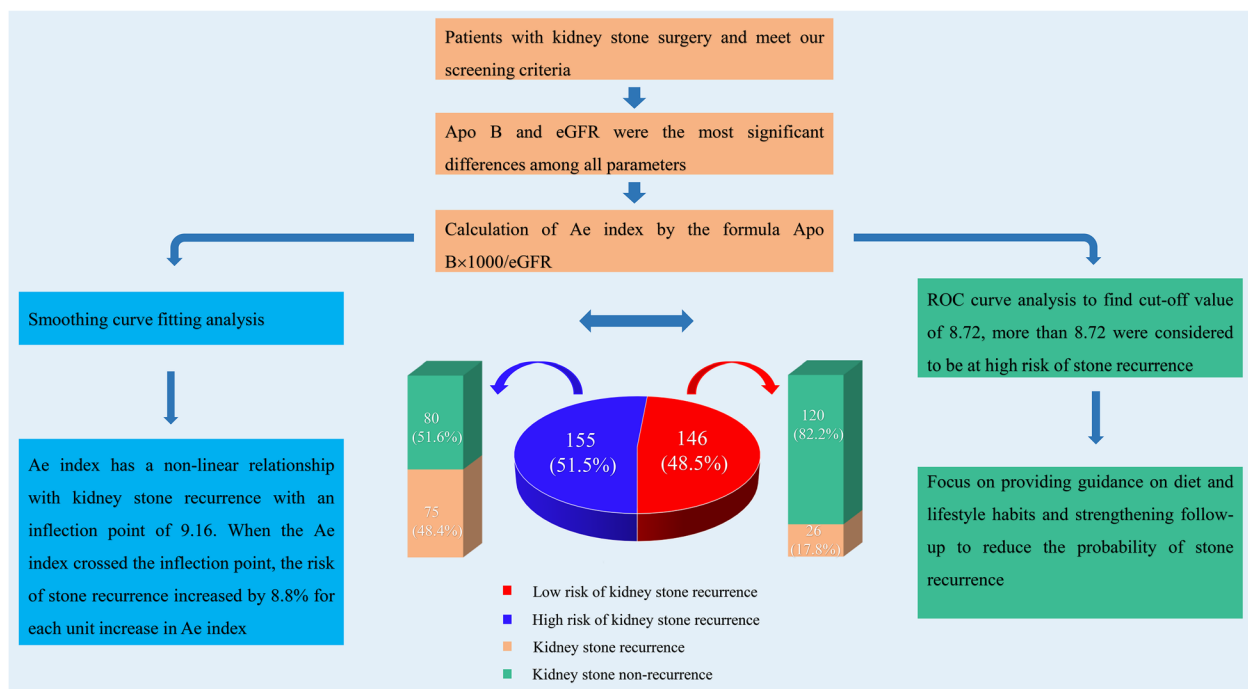 Patients with kidney stone surgery and meet our
screening criteria
Apo B and eGFR were the most significant
differences among all parameters
Calculation of Ae index by the formula Apo
B×1000/eGFR
Smoothing curve fitting analysis
Ae index has a non-linear relationship
with kidney stone recurrence with an
inflection point of 9.16. When the Ae
index crossed the inflection point, the risk
of stone recurrence increased by 8.8% for
each unit increase in Ae index
80
(51.6%)
75
(48.4%)
155
(51.5%)
146
(48.5%)
120
(82.2%)
26
(17.8%)
Low risk of kidney stone recurrence
High risk of kidney stone recurrence
Kidney stone recurrence
Kidney stone non-recurrence
ROC curve analysis to find cut-off value
of 8.72, more than 8.72 were considered
to be at high risk of stone recurrence
Focus on providing guidance on diet and
lifestyle habits and strengthening follow-
up to reduce the probability of stone
recurrence